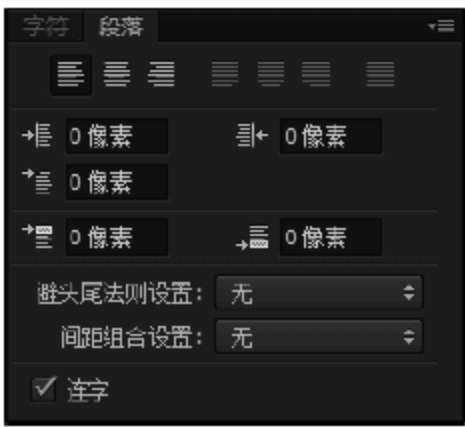 字符 段落
0 像素 0 像素
0 像素
0 像素 0 像素
避头尾法则设置： 无
间距组合设置： 无
连字